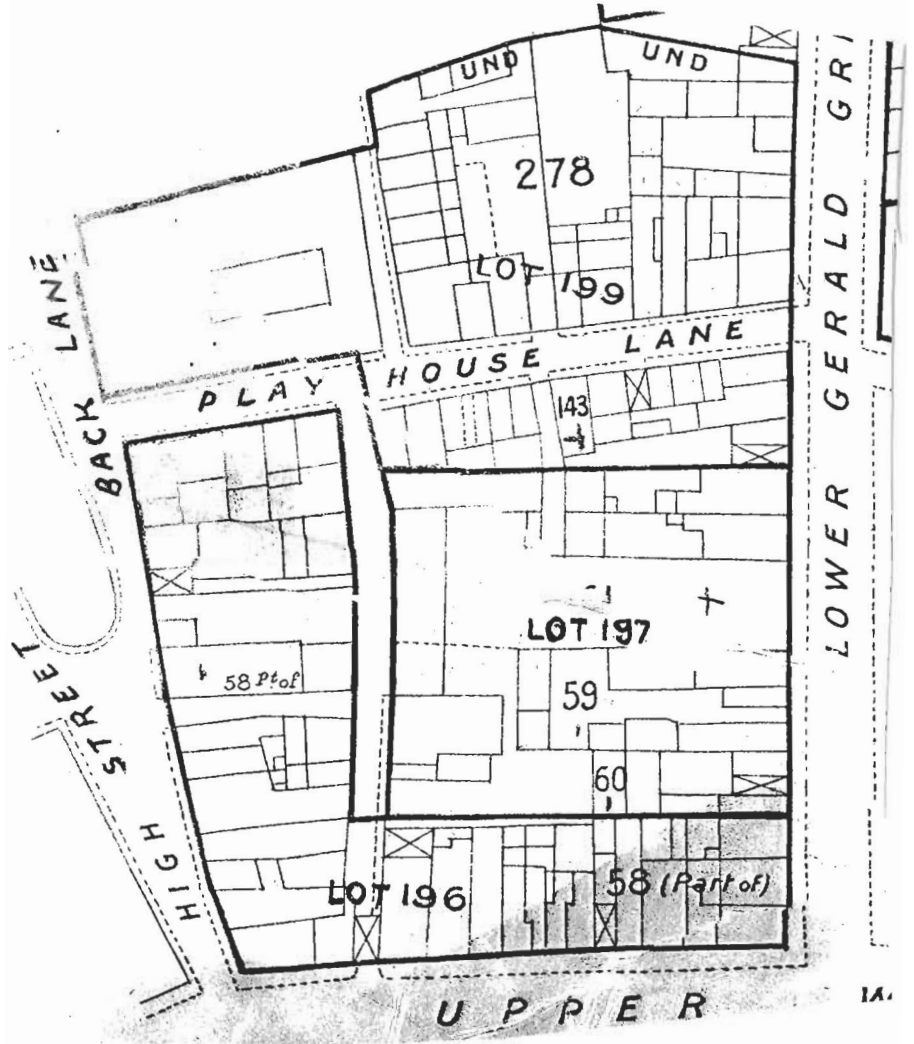 UND
UND
278
LOT 199
LOWER GERALD GRI
BACK LANE
PLAY HOUSE LANE
143
LOT 197
58 Pt of
59
60
HIGH STREET
LOT 196
58 (Part of)
UPPER